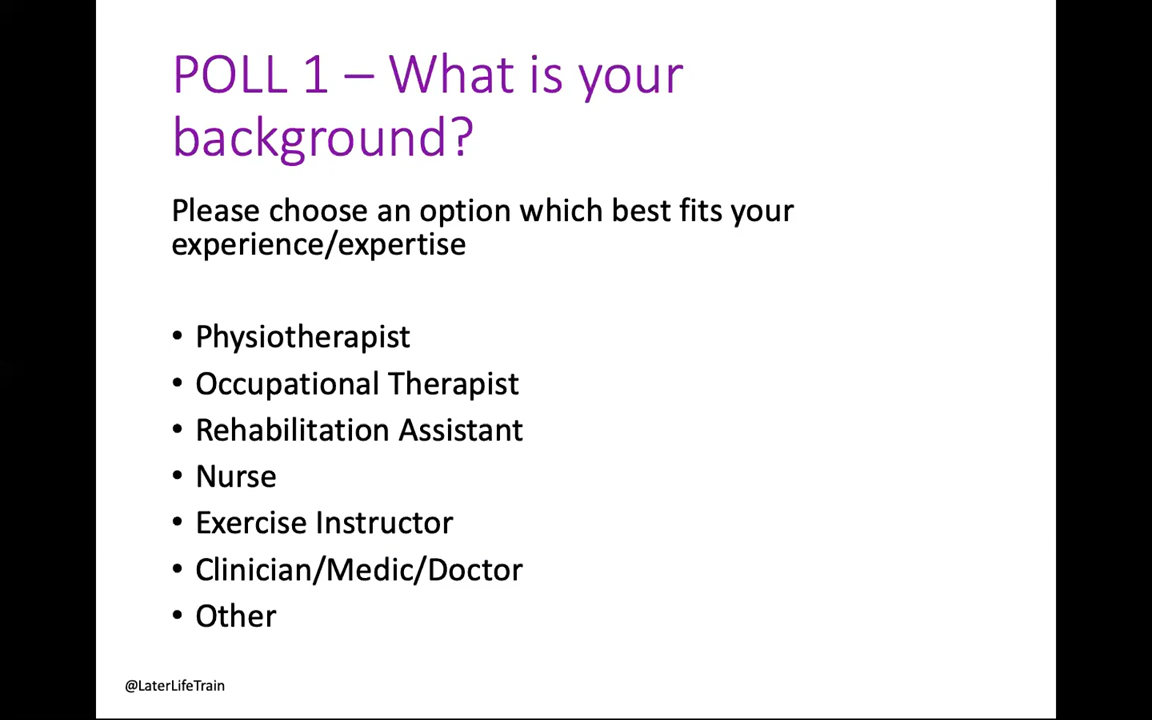 POLL 1 – What is your
background?
Please choose an option which best fits your
experience/expertise
• Physiotherapist
• Occupational Therapist
• Rehabilitation Assistant
• Nurse
• Exercise Instructor
• Clinician/Medic/Doctor
• Other
@LaterLifeTrain